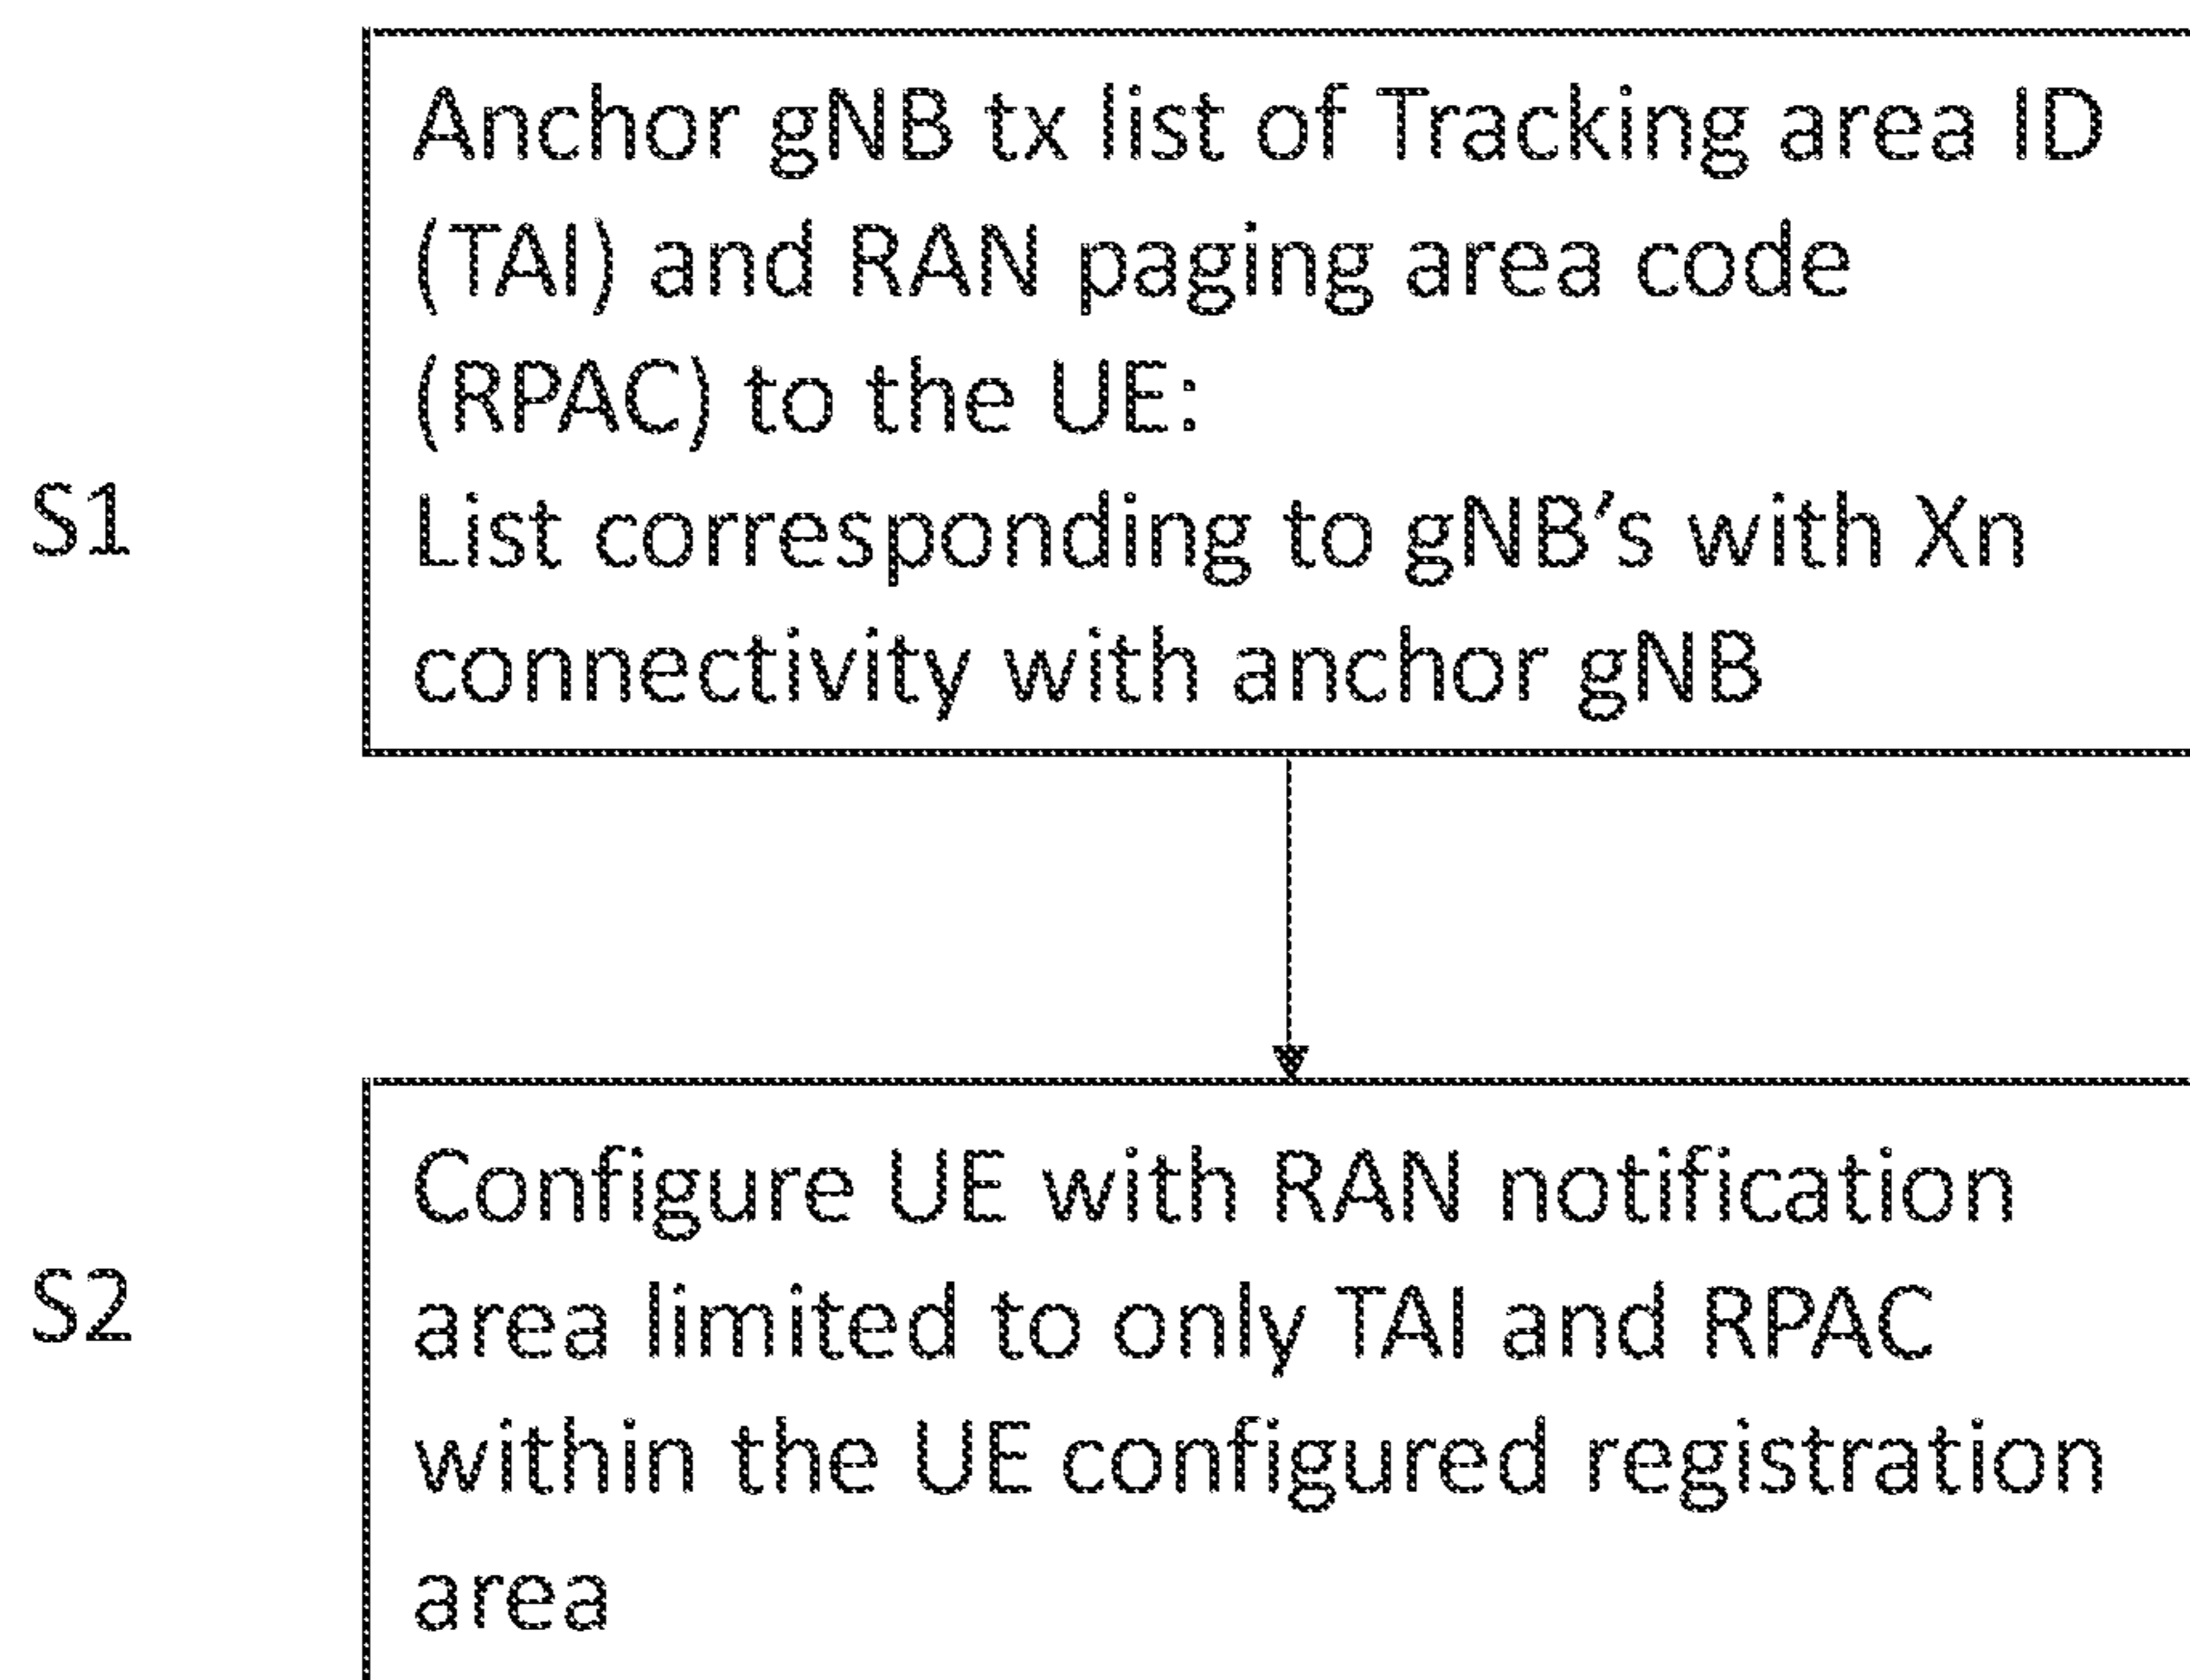 Anchor gNB tx list of Tracking area ID
(TAI) and RAN paging area code
(RPAC) to the UE:
S1
List corresponding to gNB's with Xn
connectivity with anchor gNB
Configure UE with RAN notification
S2
area limited to only TAI and RPAC
within the UE configured registration
area